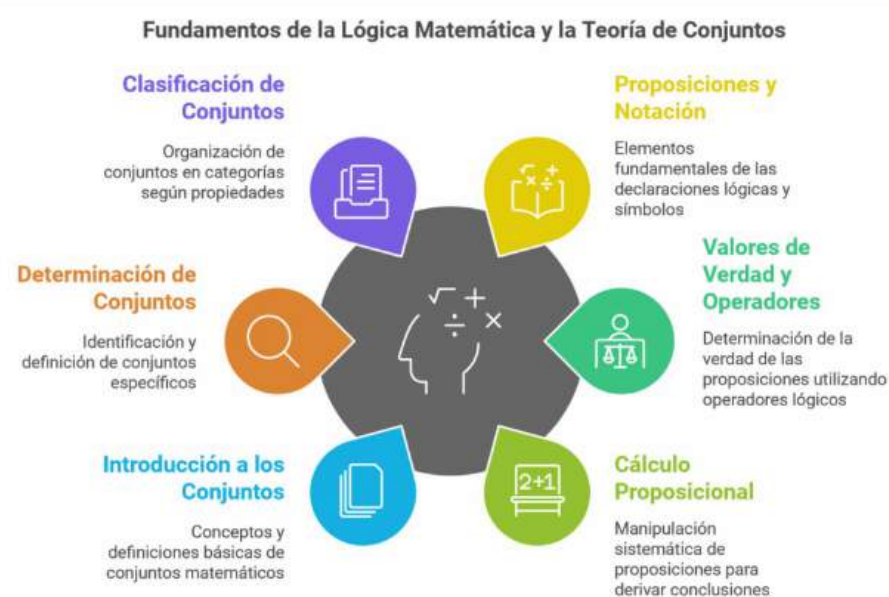 Fundamentos de la Lógica Matemática y la Teoría de Conjuntos
Clasificación de
Conjuntos
Organización de
conjuntos en categorías
según propiedades
Proposiciones y
Notación
Elementos
fundamentales de las
declaraciones lógicas y
símbolos
√ +
× ÷
Determinación de
Conjuntos
Identificación y
definición de conjuntos
específicos
√ +
÷ ×
Valores de
Verdad y
Operadores
Determinación de la
verdad de las
proposiciones utilizando
operadores lógicos
Introducción a los
Conjuntos
Conceptos y
definiciones básicas de
conjuntos matemáticos
2+1
Cálculo
Proposicional
Manipulación
sistemática de
proposiciones para
derivar conclusiones